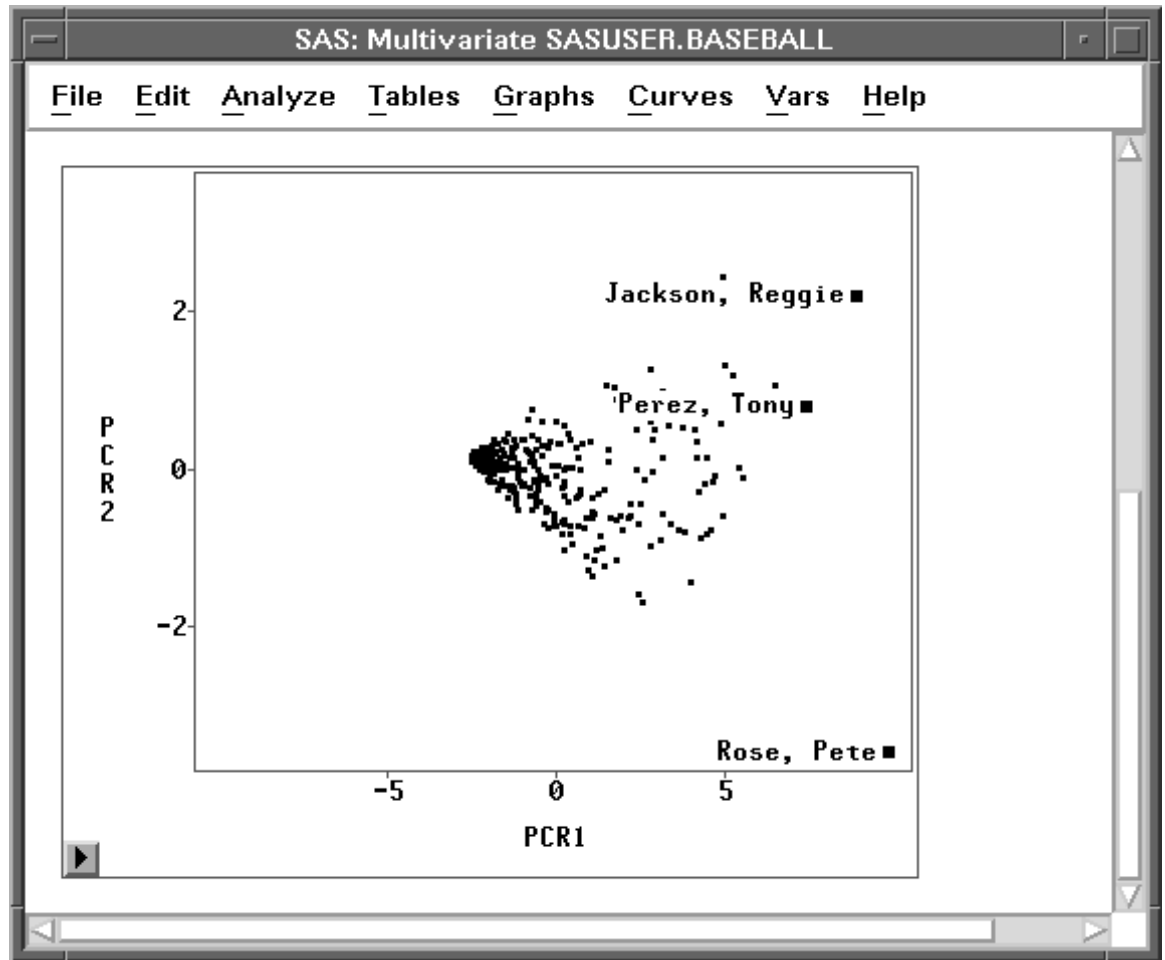 SAS: Multivariate SASUSER.BASEBALL
File Edit Analyze Tables Graphs Curves Vars Help
Jackson, Reggie
2
Perez, Tony
PCR2
0
-2
Rose, Pete
-5 0 5
PCR1